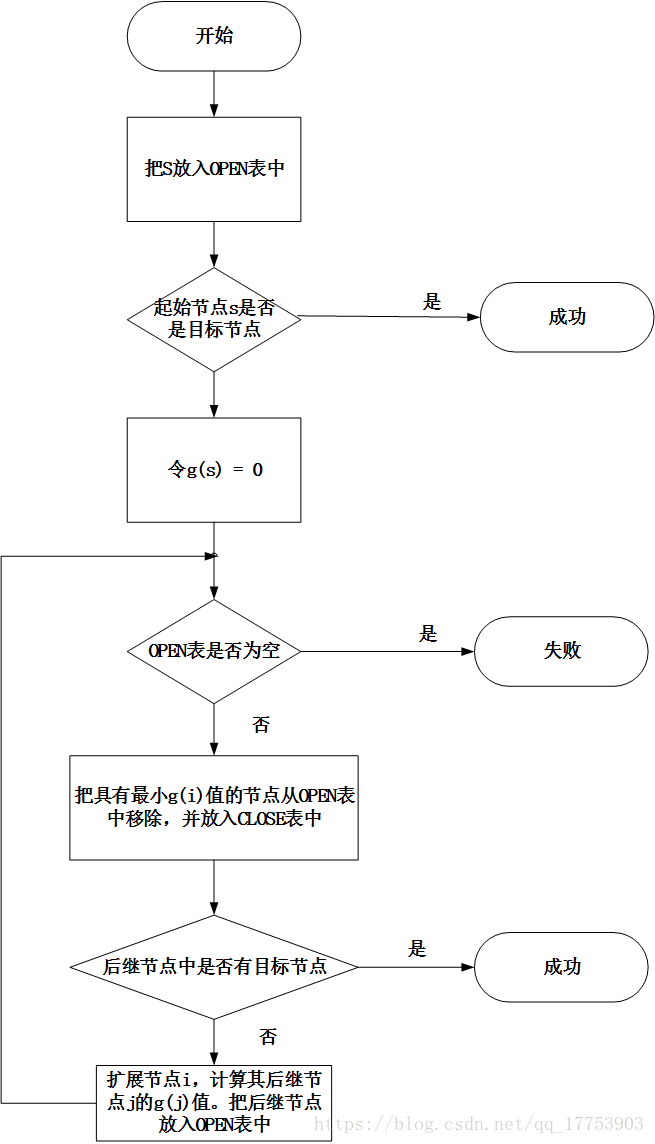 开始
把S放入OPEN表中
起始节点s是否
是目标节点
是
成功
令g(s) = 0
OPEN表是否为空
是
失败
否
把具有最小g(i)值的节点从OPEN表
中移除，并放入CLOSE表中
后继节点中是否有目标节点
是
成功
否
扩展节点i，计算其后继节
点j的g(j)值。把后继节点
放入OPEN表中
https://blog.csdn.net/qq_17753903